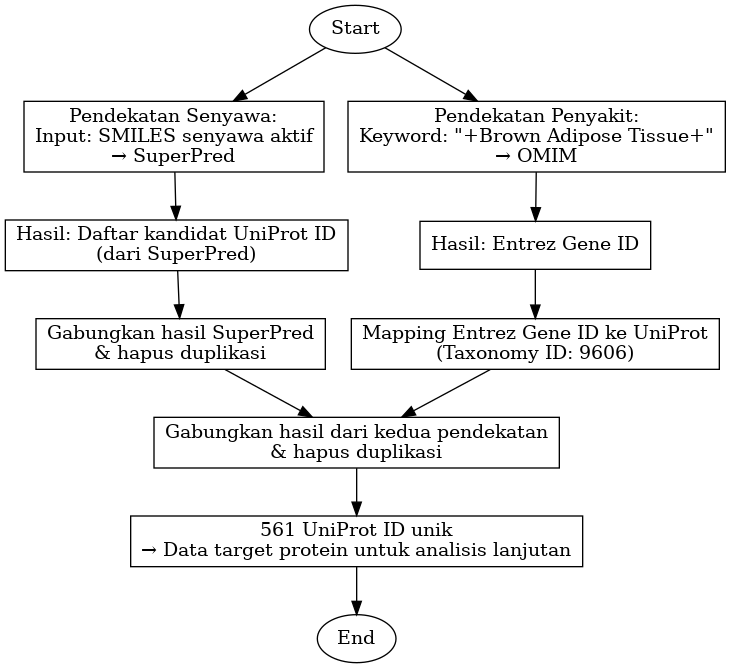 Start
Pendekatan Senyawa:
Input: SMILES senyawa aktif
→ SuperPred
Pendekatan Penyakit:
Keyword: "+Brown Adipose Tissue+"
→ OMIM
Hasil: Daftar kandidat UniProt ID
(dari SuperPred)
Hasil: Entrez Gene ID
Gabungkan hasil SuperPred
& hapus duplikasi
Mapping Entrez Gene ID ke UniProt
(Taxonomy ID: 9606)
Gabungkan hasil dari kedua pendekatan
& hapus duplikasi
561 UniProt ID unik
→ Data target protein untuk analisis lanjutan
End